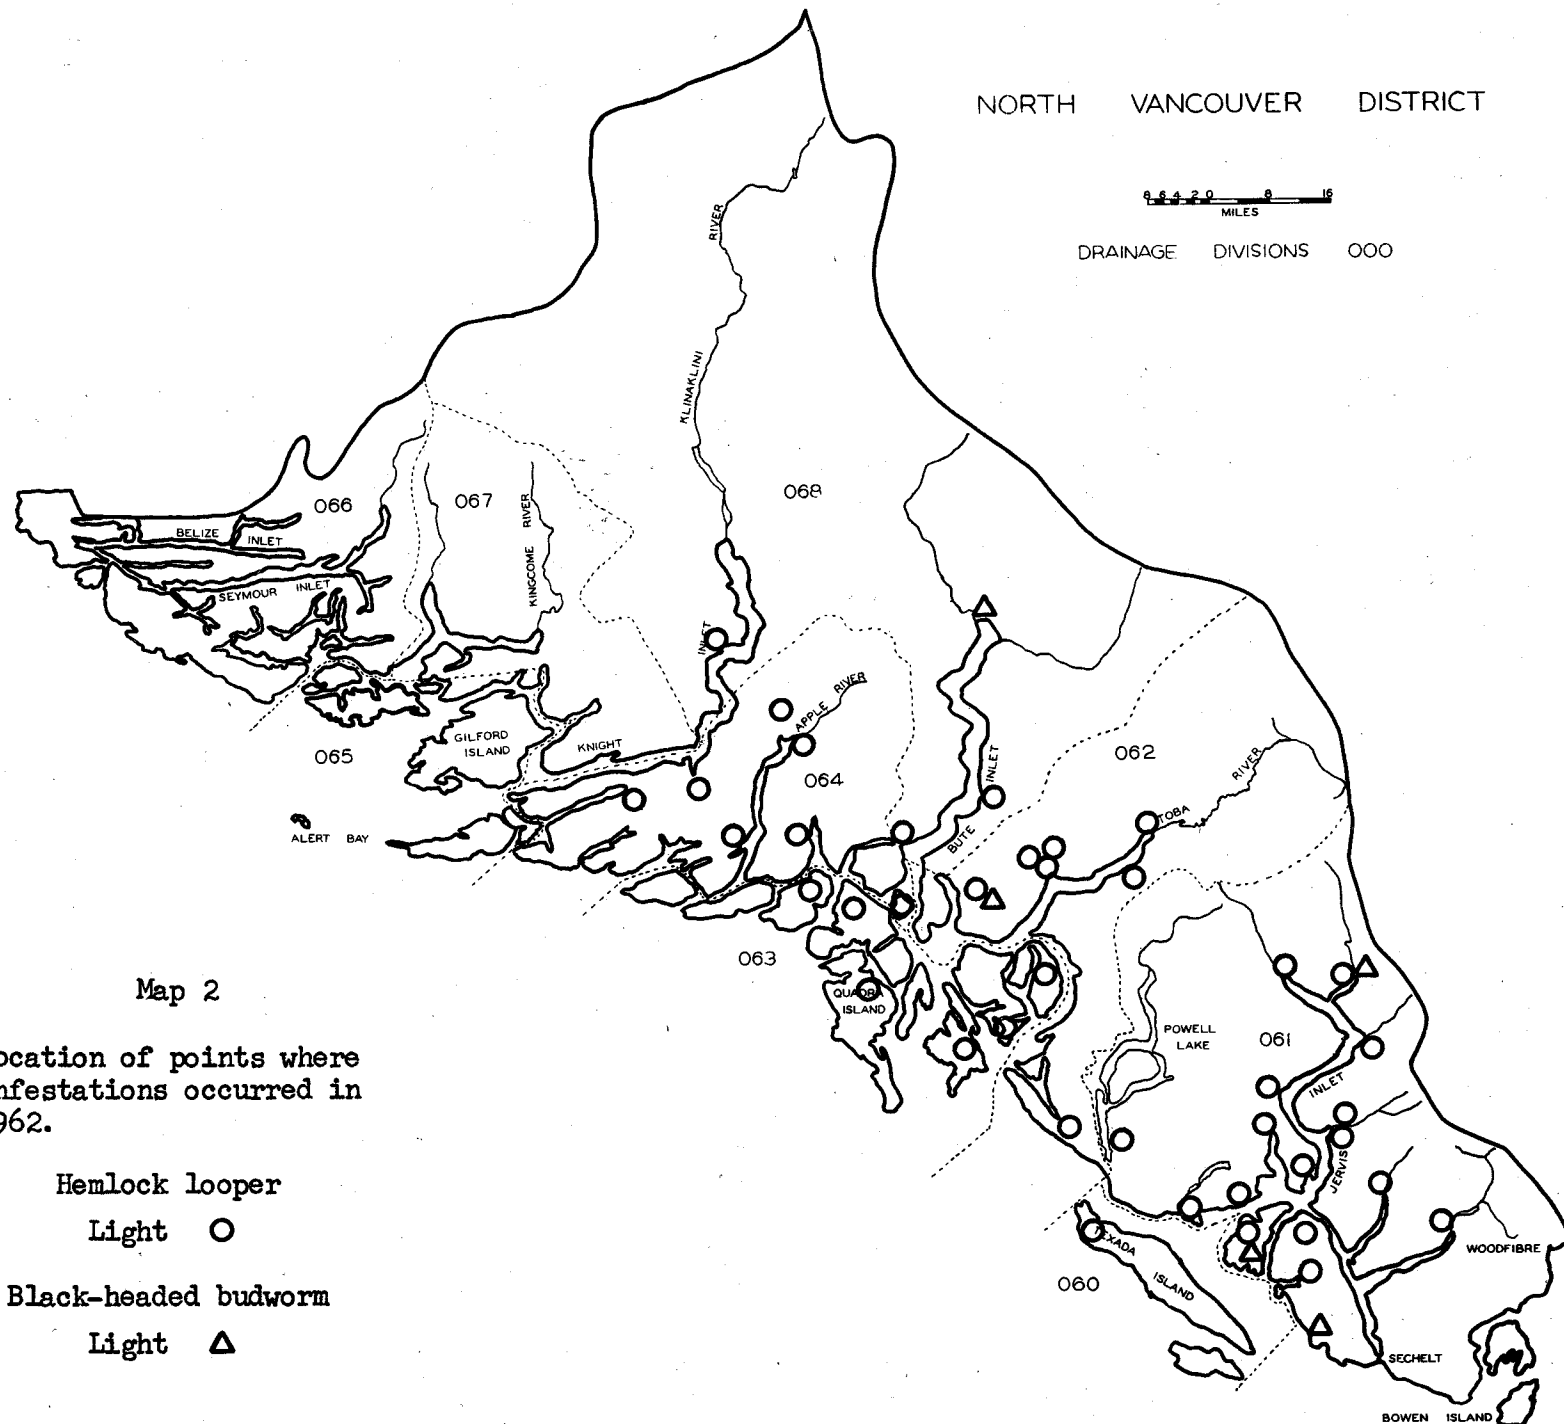 NORTH VANCOUVER DISTRICT
8 6 4 2 0 8 16
MILES
DRAINAGE DIVISIONS 000
RIVER
KLINAKLINI
066
067
068
RIVER
KINGCOME
BELIZE INLET
SEYMOUR INLET
INLET
APPLE RIVER
GILFORD
ISLAND
KNIGHT
065
064
062
INLET
RIVER
TOBA
BUTE
ALERT BAY
063
QUADRA
ISLAND
POWELL
LAKE
061
INLET
JERVIS
Map 2
ocation of points where
nfestations occurred in
962.
Hemlock looper
Light
Black-headed budworm
Light
TEXADA
ISLAND
060
WOODFIBRE
SECHELT
BOWEN ISLAND